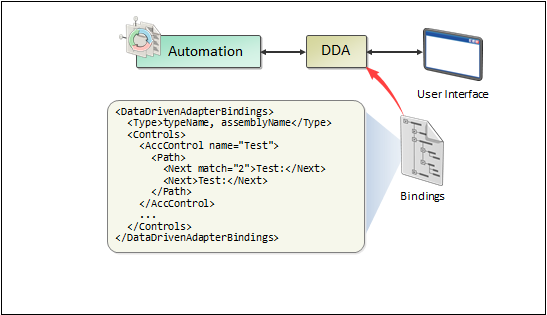 Automation
DDA
User Interface
<DataDrivenAdapterBindings>
<Type>typeName, assemblyName</Type>
<Controls>
<AccControl name="Test">
<Path>
<Next match="2">Test:</Next>
<Next>Test:</Next>
</Path>
</AccControl>
...
</Controls>
</DataDrivenAdapterBindings>
Bindings